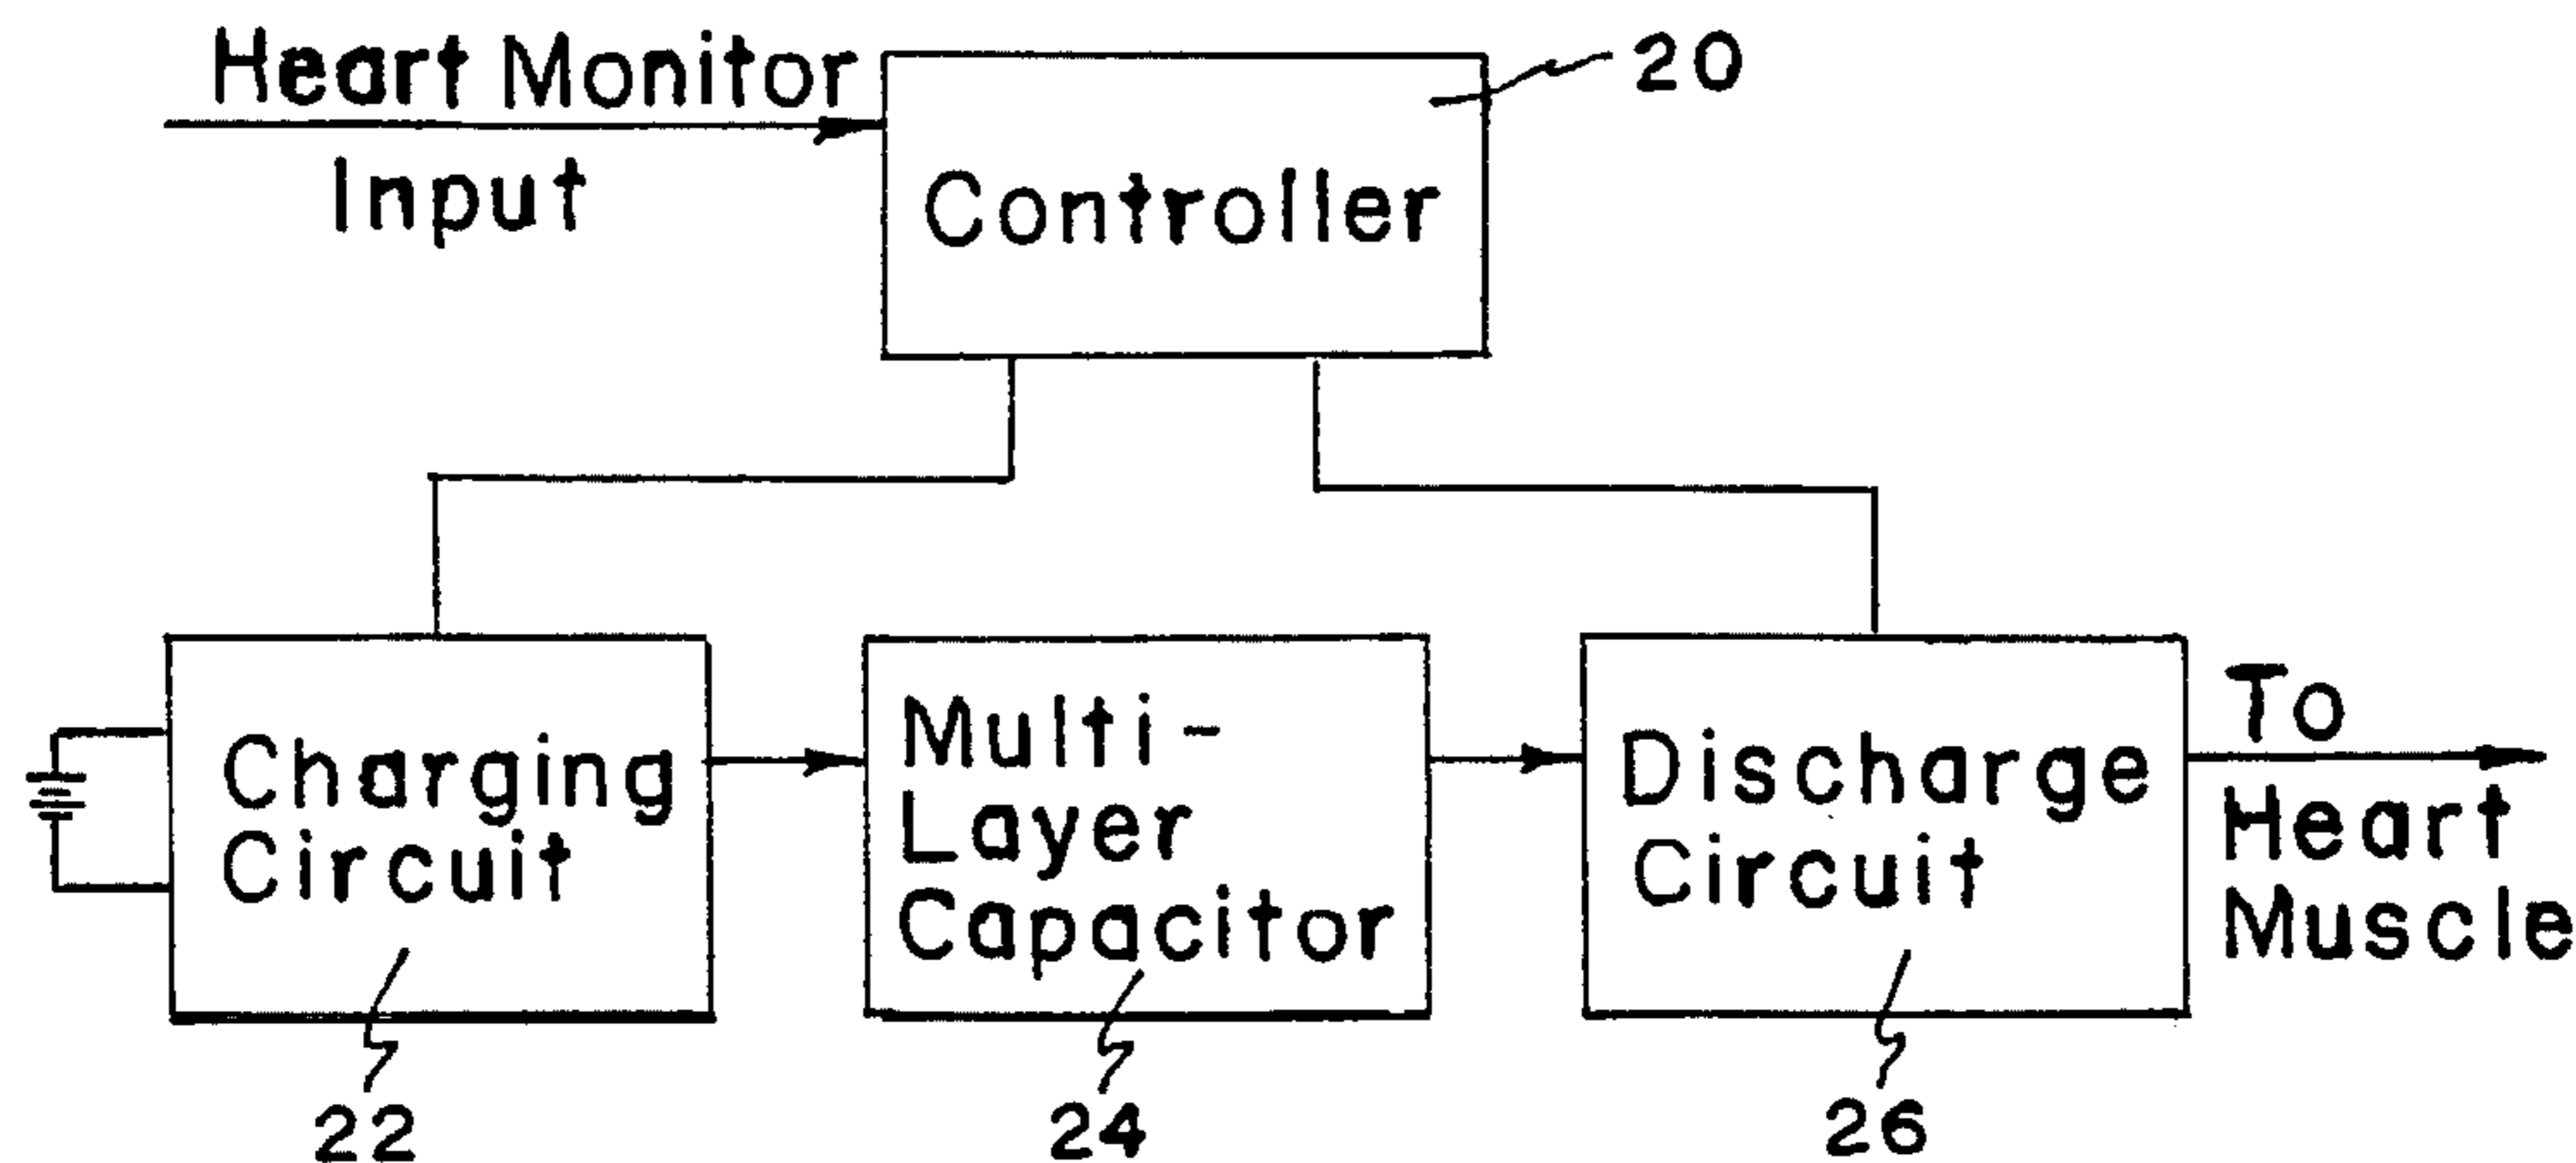 Heart Monitor
Input
20
Controller
Charging
Circuit
Multi-
Layer
Capacitor
Discharge
Circuit
To
Heart
Muscle
22
24
26